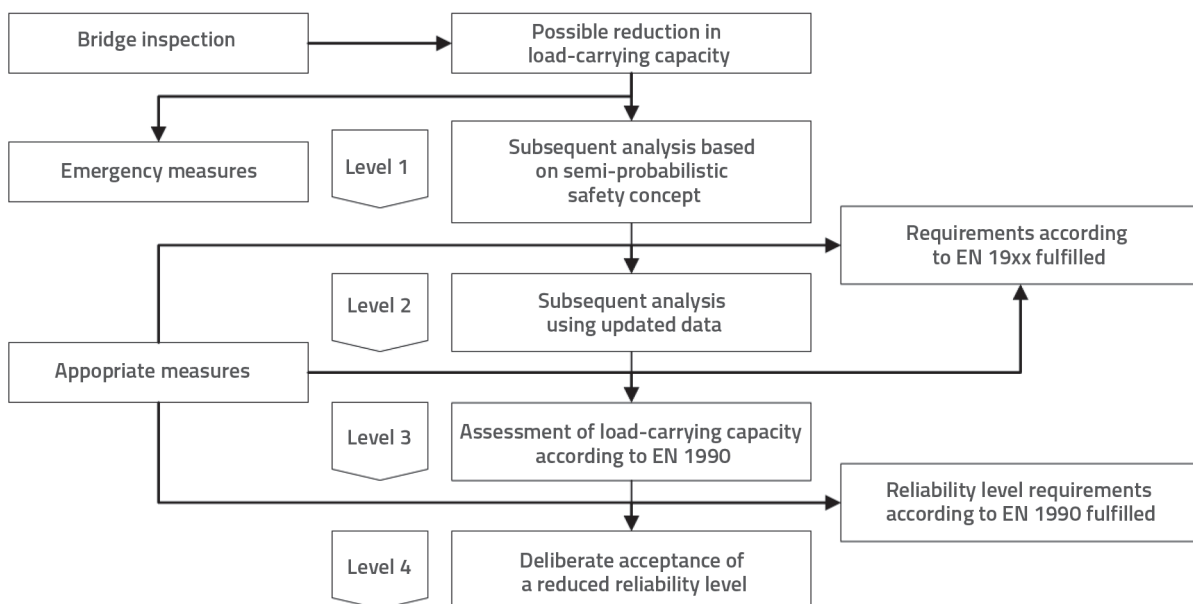 Bridge inspection
Possible reduction in
load-carrying capacity
Emergency measures
Level 1
Subsequent analysis based
on semi-probabilistic
safety concept
Requirements according
to EN 19xx fulfilled
Level 2
Subsequent analysis
using updated data
Appopriate measures
Level 3
Assessment of load-carrying capacity
according to EN 1990
Reliability level requirements
according to EN 1990 fulfilled
Level 4
Deliberate acceptance of
a reduced reliability level